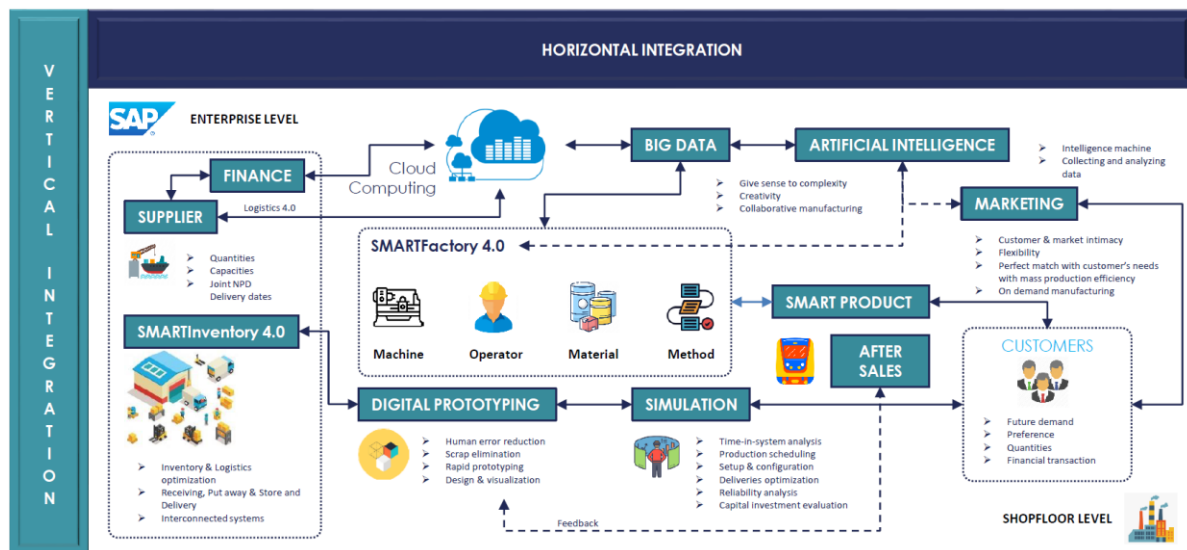 HORIZONTAL INTEGRATION
VERTICAL INTEGRATION
SAP
ENTERPRISE LEVEL
FINANCE
SUPPLIER
Logistics 4.0
Quantities
Capacities
Joint NPD
Delivery dates
SMARTInventory 4.0
Inventory & Logistics
optimization
Receiving, Put away & Store and
Delivery
Interconnected systems
Cloud
Computing
BIG DATA
Give sense to complexity
Creativity
Collaborative manufacturing
ARTIFICIAL INTELLIGENCE
Intelligence machine
Collecting and analyzing
data
MARKETING
Customer & market intimacy
Flexibility
Perfect match with customer's needs
with mass production efficiency
On demand manufacturing
SMARTFactory 4.0
Machine
Operator
Material
Method
SMART PRODUCT
AFTER
SALES
CUSTOMERS
Future demand
Preference
Quantities
Financial transaction
DIGITAL PROTOTYPING
Human error reduction
Scrap elimination
Rapid prototyping
Design & visualization
SIMULATION
Time-in-system analysis
Production scheduling
Setup & configuration
Deliveries optimization
Reliability analysis
Capital investment evaluation
Feedback
SHOPFLOOR LEVEL